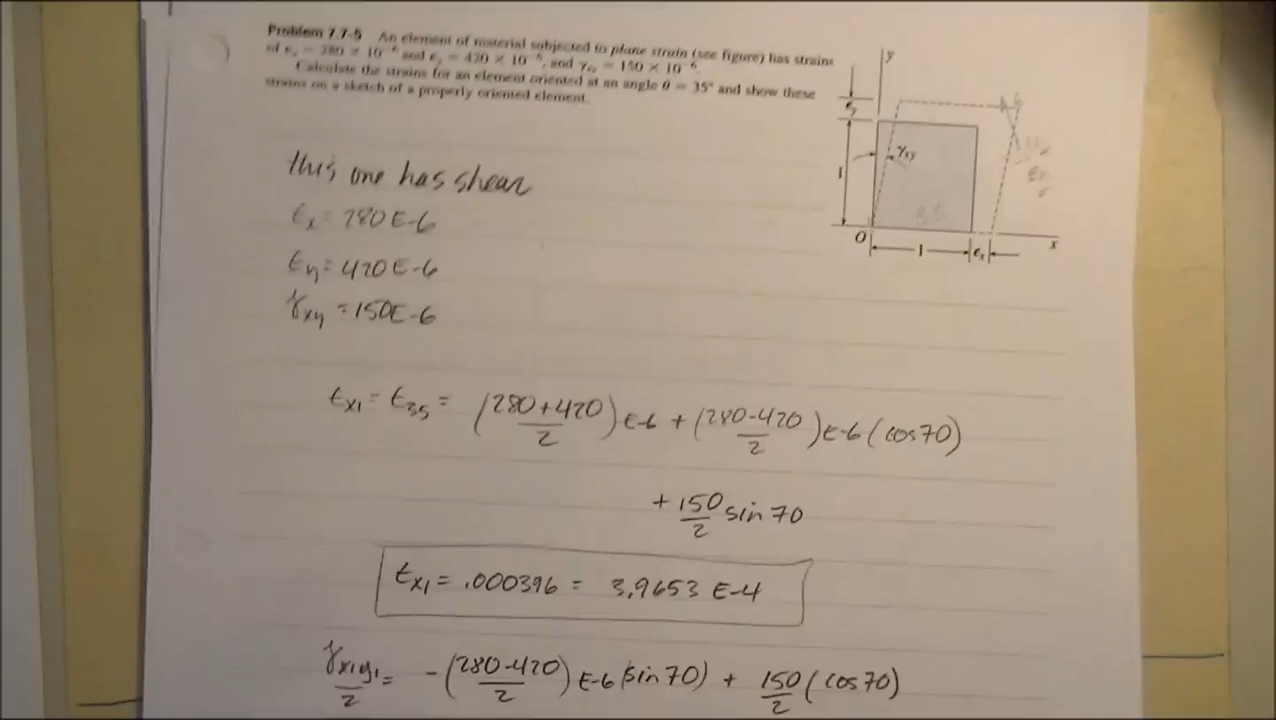 Problem 7.7-5 An element of material subjected to plane strain (see figure) has strains
of εx = 280 × 10⁻⁶ and εy = 420 × 10⁻⁶, and γxy = 150 × 10⁻⁶.
Calculate the strains for an element oriented at an angle θ = 35° and show these
strains on a sketch of a properly oriented element.
y
εy
γxy
1
O
1
εx
x
this one has shear
εx = 280E-6
εy = 420E-6
γxy = 150E-6
εx1 = ε35 = (280+420/2)E-6 + (280-420/2)E-6 (cos70)
+ 150/2 sin 70
εx1 = .000396 = 3.9653 E-4
γx1y1/2 = -(280-420/2)E-6 (sin 70) + 150/2 (cos 70)